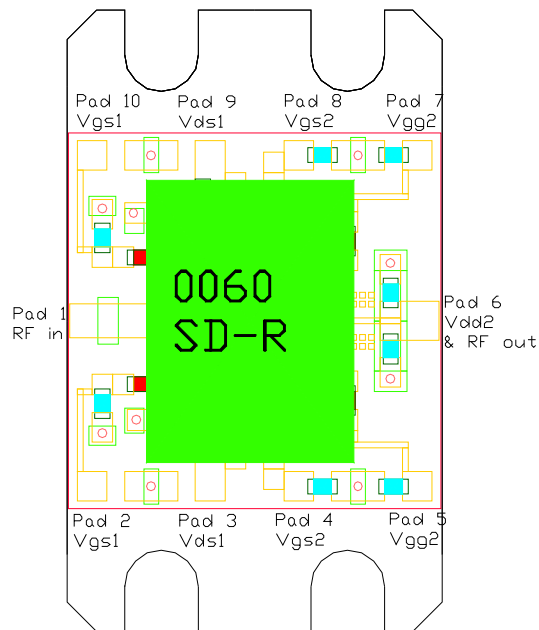 Pad 10 Pad 9 Pad 8 Pad 7
Vgs1 Vds1 Vgs2 Vgg2
0060
SD-R
Pad 1
RF in
Pad 6
Vdd2
& RF out
Pad 2 Pad 3 Pad 4 Pad 5
Vgs1 Vds1 Vgs2 Vgg2